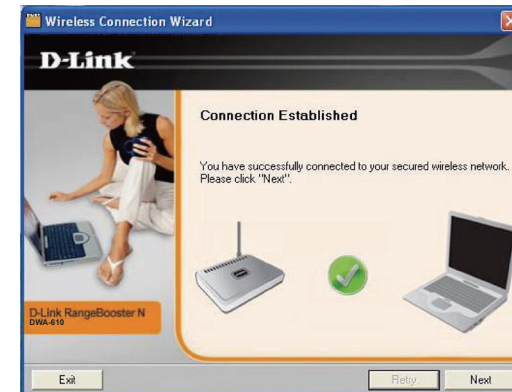 Wireless Connection Wizard
D-Link
Connection Established
You have successfully connected to your secured wireless network.
Please click "Next".
D-Link RangeBooster N
DWA-610
Exit
Retry
Next